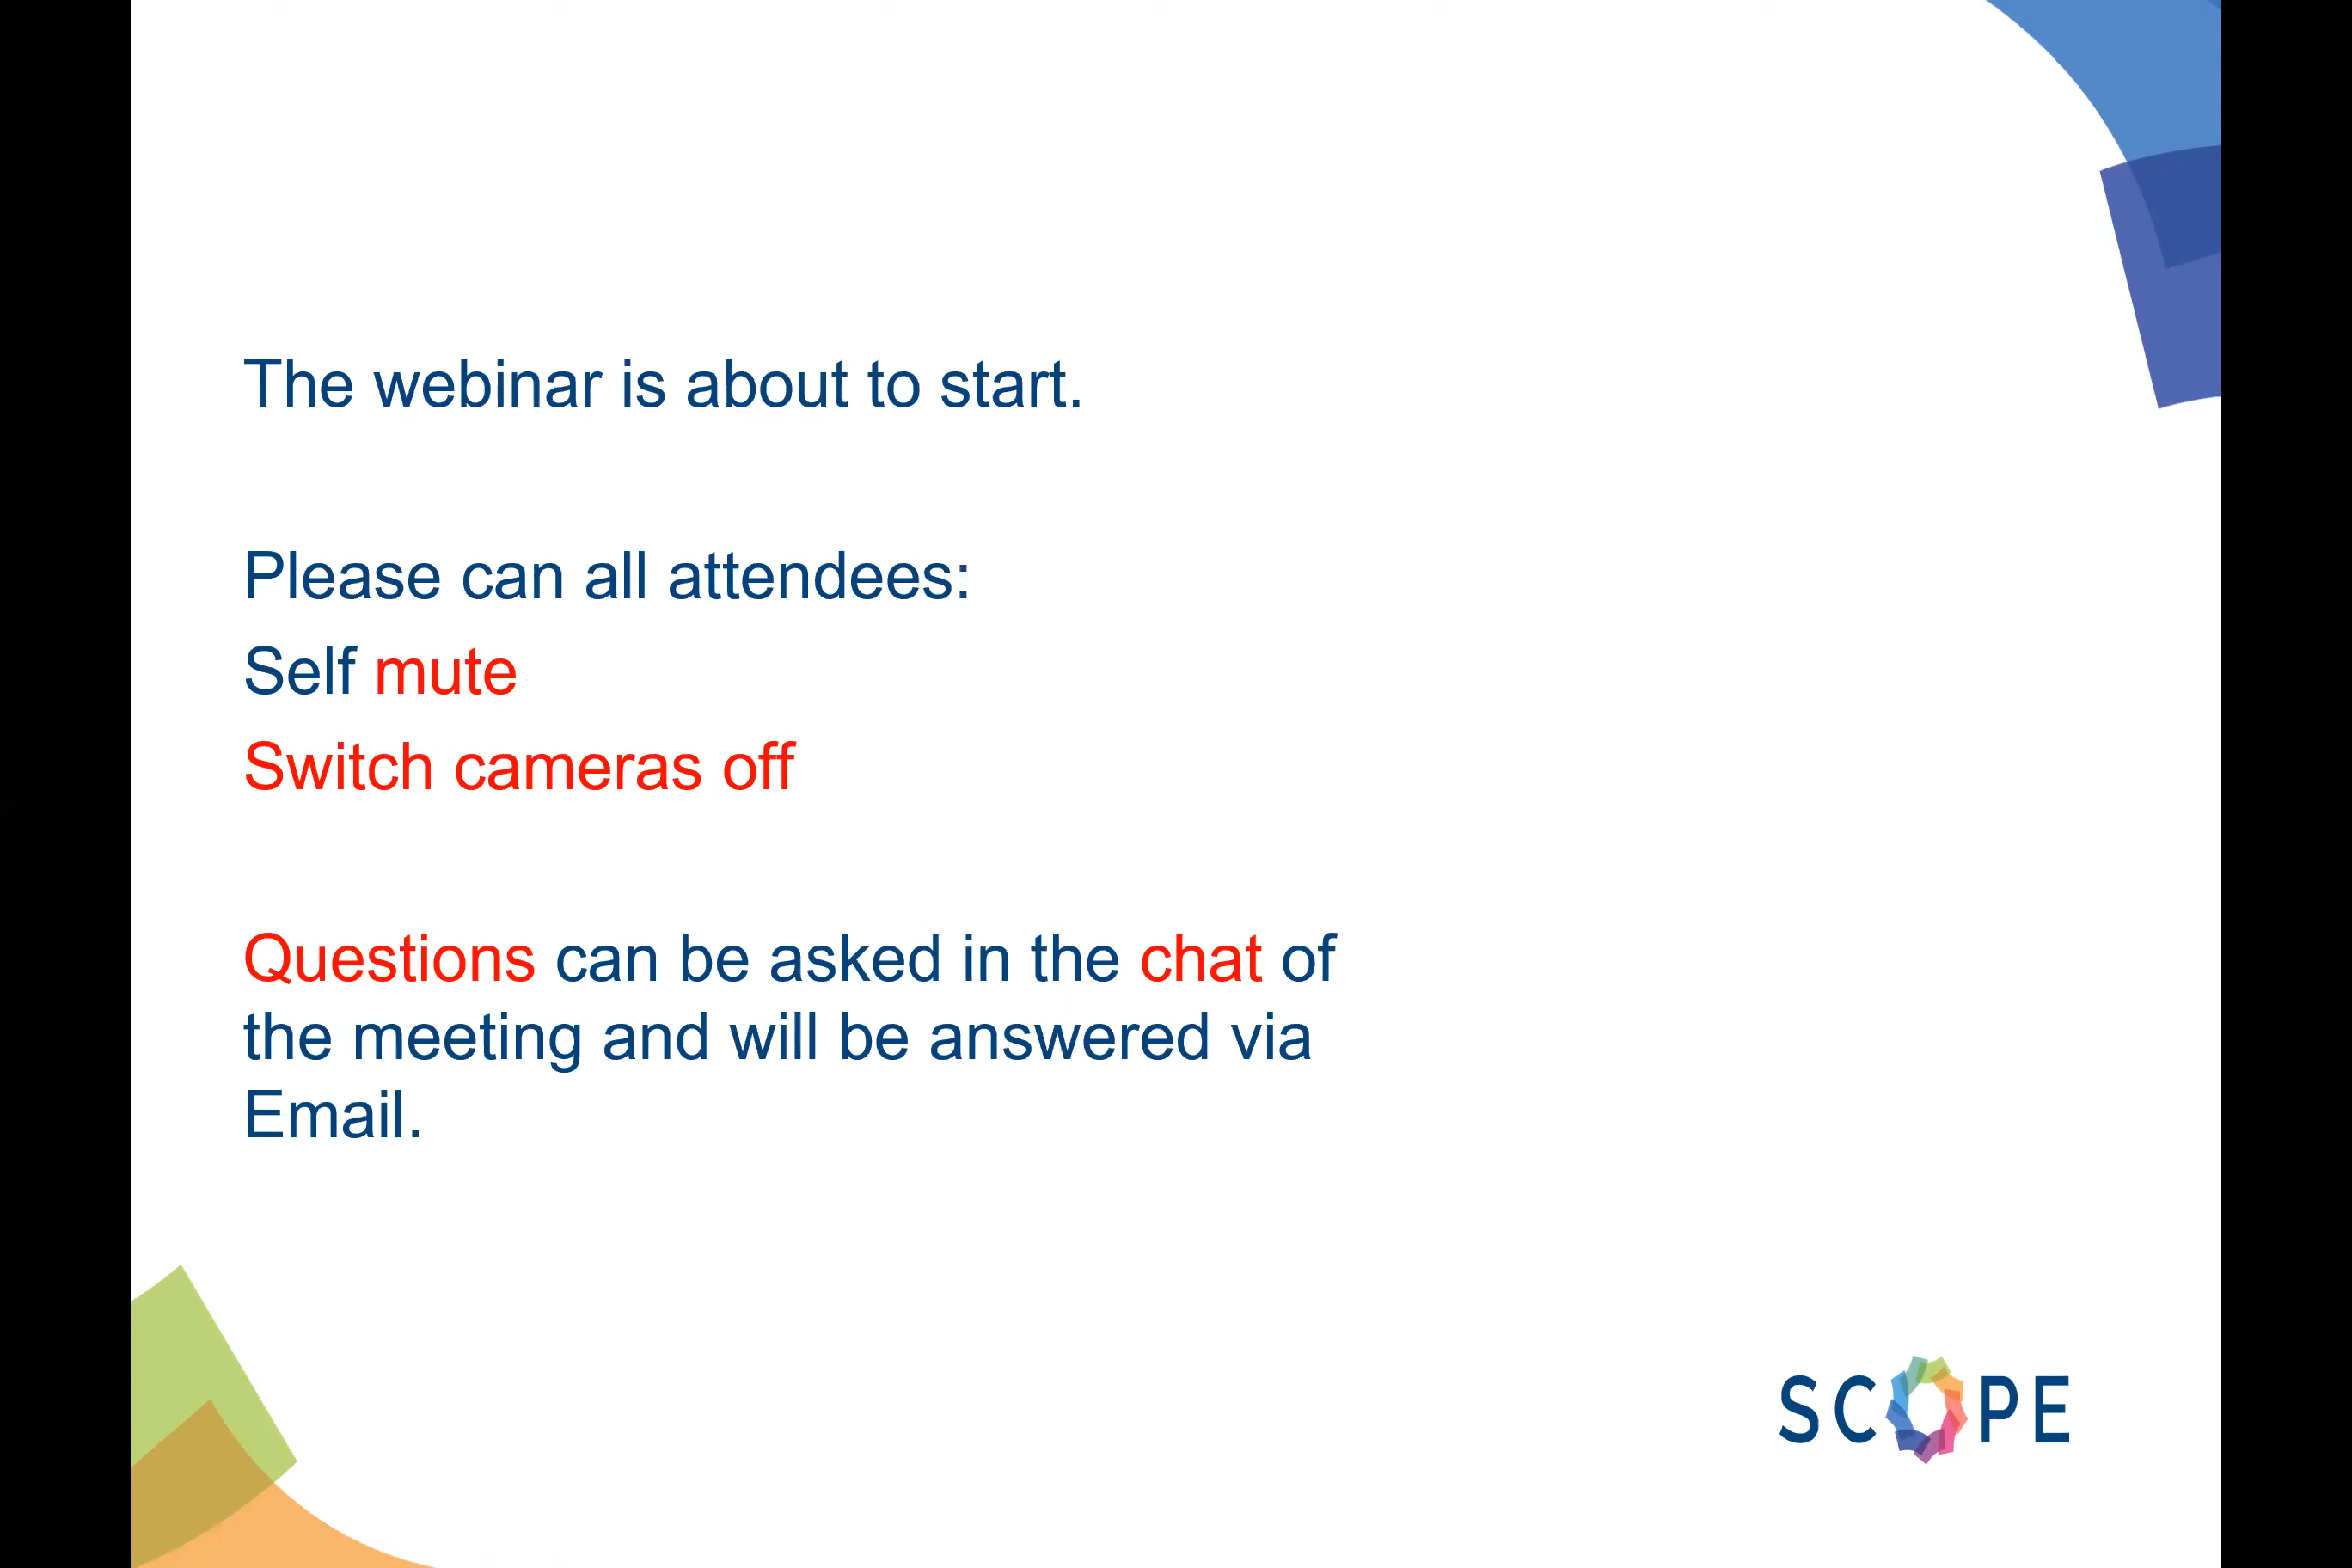 The webinar is about to start.
Please can all attendees:
Self mute
Switch cameras off
Questions can be asked in the chat of
the meeting and will be answered via
Email.
SCOPE